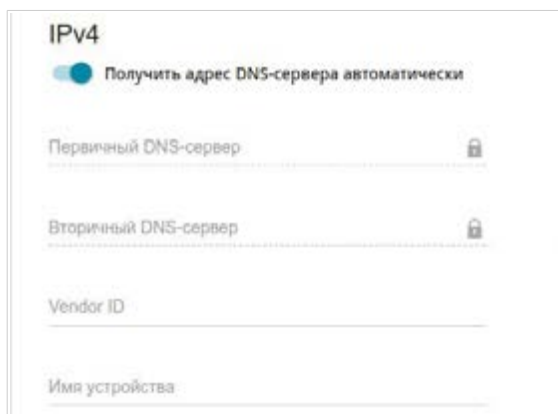 IPv4
Получить адрес DNS-сервера автоматически
Первичный DNS-сервер
Вторичный DNS-сервер
Vendor ID
Имя устройства